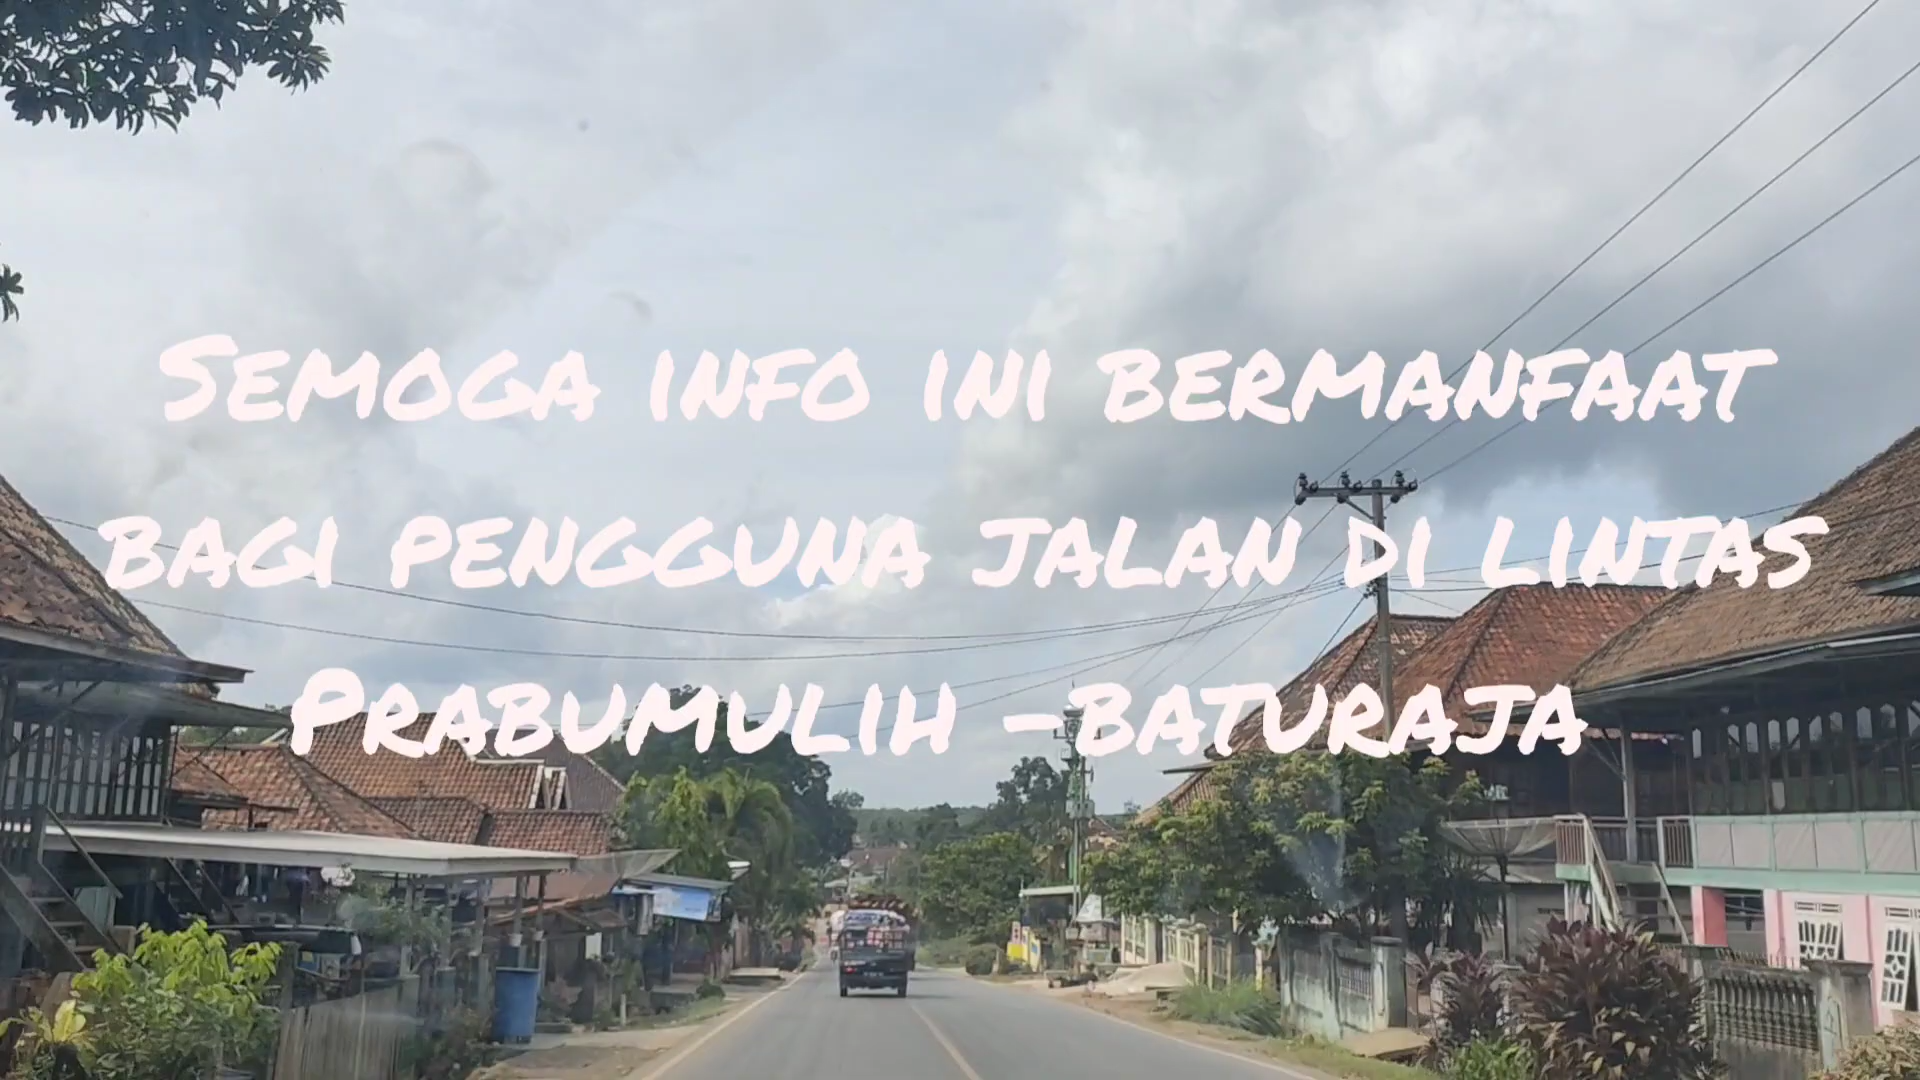 Semoga info ini bermanfaat
bagi pengguna jalan di lintas
Prabumulih -baturaja